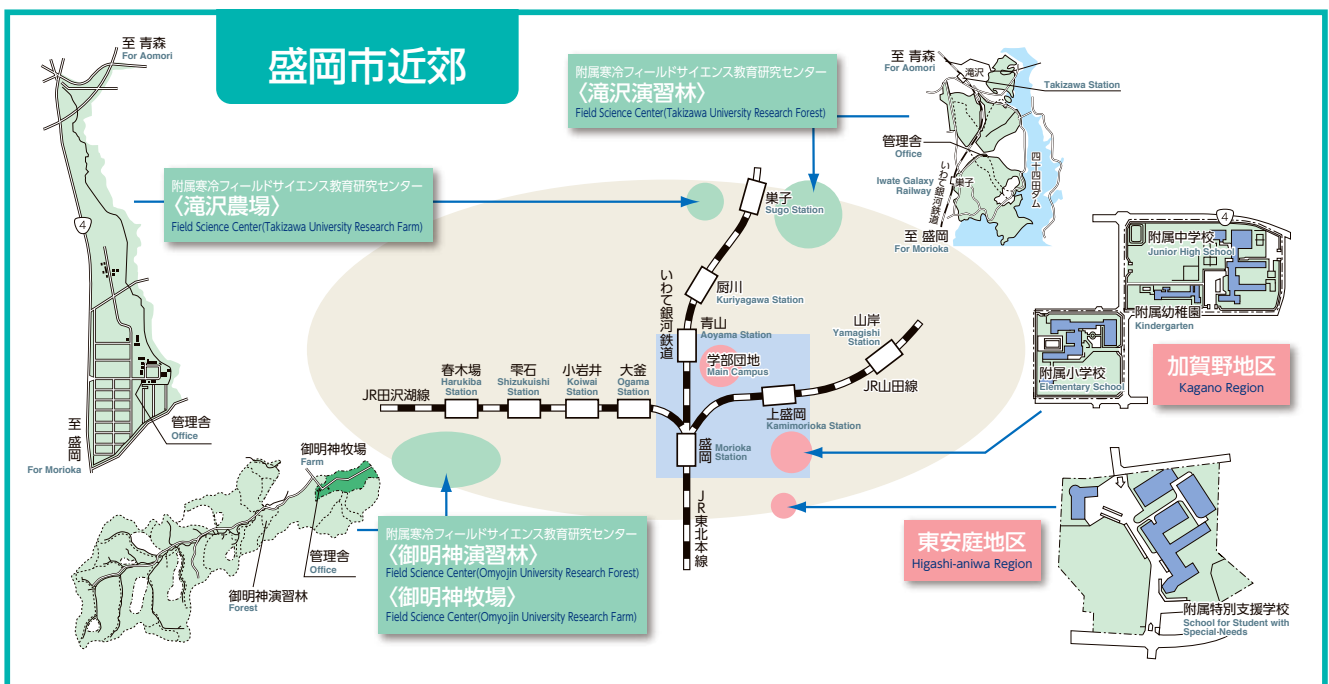 盛岡市近郊
至 青森
For Aomori
4
管理舎
Office
至 盛岡
For Morioka
附属寒冷フィールドサイエンス教育研究センター
〈滝沢農場〉
Field Science Center(Takizawa University Research Farm)
附属寒冷フィールドサイエンス教育研究センター
〈滝沢演習林〉
Field Science Center(Takizawa University Research Forest)
至 青森
For Aomori
滝沢
Takizawa Station
管理舎
Office
いわて銀河鉄道
Iwate Galaxy
Railway
巣子
四十四田ダム
至 盛岡
For Morioka
巣子
Sugo Station
厨川
Kuriyagawa Station
いわて銀河鉄道
青山
Aoyama Station
学部団地
Main Campus
山岸
Yamagishi
Station
JR山田線
上盛岡
Kamimorioka Station
盛岡
Morioka
Station
JR東北本線
JR田沢湖線
春木場
Harukiba
Station
雫石
Shizukuishi
Station
小岩井
Koiwai
Station
大釜
Ogama
Station
4
附属中学校
Junior High School
附属幼稚園
Kindergarten
附属小学校
Elementary School
加賀野地区
Kagano Region
東安庭地区
Higashi-aniwa Region
附属特別支援学校
School for Student with
Special-Needs
御明神牧場
Farm
管理舎
Office
御明神演習林
Forest
附属寒冷フィールドサイエンス教育研究センター
〈御明神演習林〉
Field Science Center(Omyojin University Research Forest)
〈御明神牧場〉
Field Science Center(Omyojin University Research Farm)